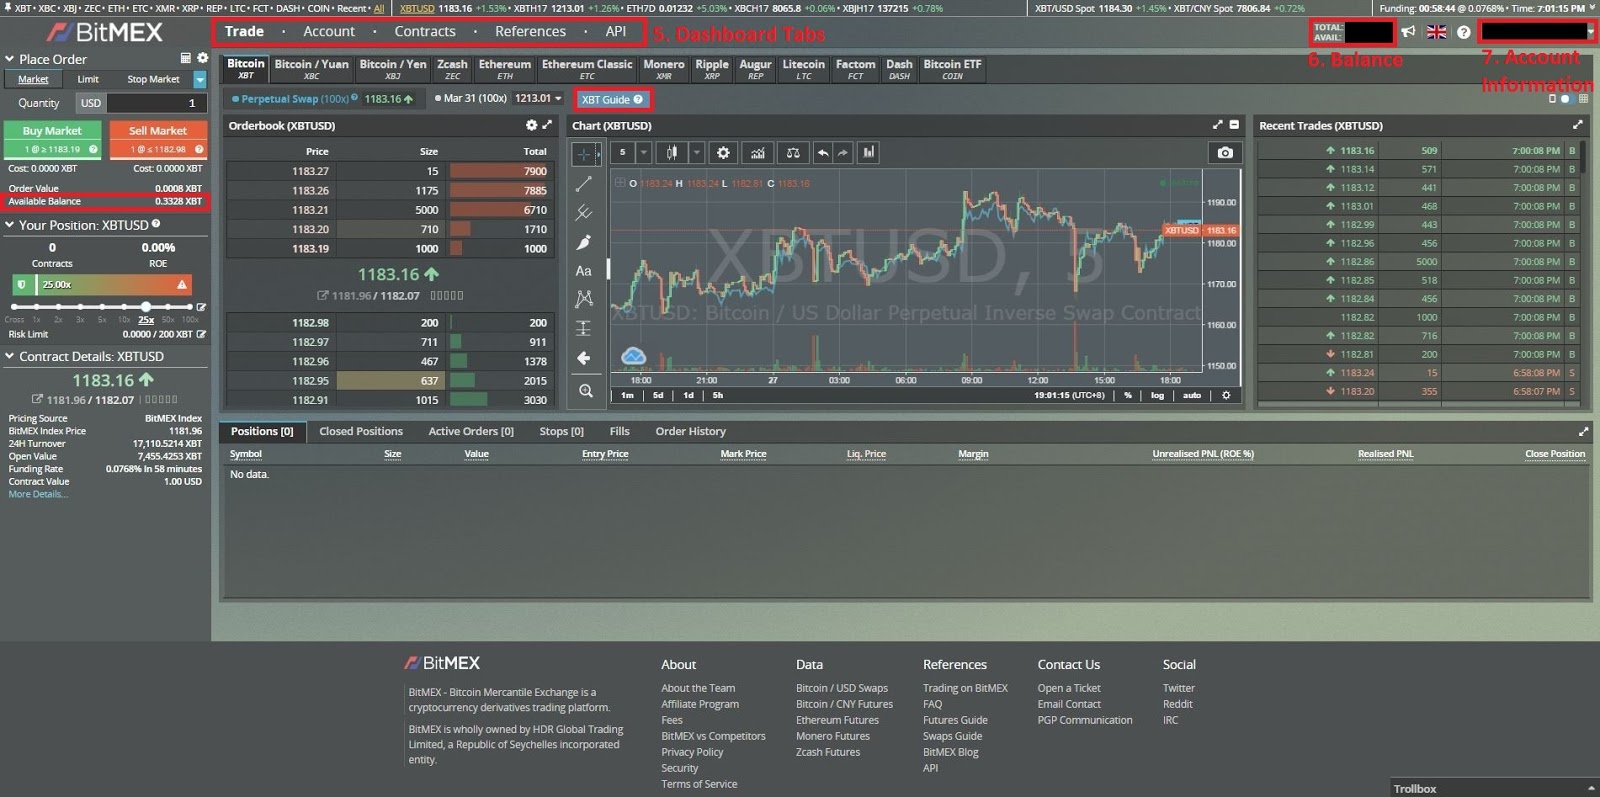 XBT • XBC • XBJ • ZEC • ETH • ETC • XMR • XRP • REP • LTC • FCT • DASH • COIN • Recent • All
XBTUSD 1183.16 +1.53% • XBTH17 1213.01 +1.26% • ETH7D 0.01232 +5.03% • XBCH17 8065.8 +0.06% • XBJH17 137215 +0.78%
XBT/USD Spot 1184.30 +1.45% • XBT/CNY Spot 7806.84 +0.72%
Funding: 00:58:44 @ 0.0768% • Time: 7:01:15 PM
BitMEX
Trade · Account · Contracts · References · API
5. Dashboard Tabs
TOTAL:
AVAIL:
6. Balance
7. Account
Information
Place Order
Market Limit Stop Market
Quantity USD 1
Buy Market Sell Market
1 @ ≥ 1183.19 1 @ ≤ 1182.98
Cost: 0.0000 XBT Cost: 0.0000 XBT
Order Value 0.0008 XBT
Available Balance 0.3328 XBT
Your Position: XBTUSD
0 0.00%
Contracts ROE
25.00x
Cross 1x 2x 3x 5x 10x 25x 50x 100x
Risk Limit 0.0000 / 200 XBT
Contract Details: XBTUSD
1183.16
1181.96 / 1182.07
Pricing Source BitMEX Index
BitMEX Index Price 1181.96
24H Turnover 17,110.5214 XBT
Open Value 7,455.4253 XBT
Funding Rate 0.0768% In 58 minutes
Contract Value 1.00 USD
More Details...
Bitcoin Bitcoin / Yuan Bitcoin / Yen Zcash Ethereum Ethereum Classic Monero Ripple Augur Litecoin Factom Dash Bitcoin ETF
XBT XBC XBJ ZEC ETH ETC XMR XRP REP LTC FCT DASH COIN
Perpetual Swap (100x) 1183.16 Mar 31 (100x) 1213.01 XBT Guide
Orderbook (XBTUSD)
Price Size Total
1183.27 15 7900
1183.26 1175 7885
1183.21 5000 6710
1183.20 710 1710
1183.19 1000 1000
1183.16
1181.96 / 1182.07
1182.98 200 200
1182.97 711 911
1182.96 467 1378
1182.95 637 2015
1182.91 1015 3030
Chart (XBTUSD)
5
O 1183.24 H 1183.24 L 1182.81 C 1183.16
XBTUSD, 5
XBTUSD: Bitcoin / US Dollar Perpetual Inverse Swap Contract
Aa
1190.00
XBTUSD 1183.16
1180.00
1170.00
1160.00
1150.00
18:00 21:00 27 03:00 06:00 09:00 12:00 15:00 18:00
1m 5d 1d 5h 19:01:15 (UTC+8) % log auto
Recent Trades (XBTUSD)
1183.16 509 7:00:08 PM B
1183.14 571 7:00:08 PM B
1183.12 441 7:00:08 PM B
1183.01 468 7:00:08 PM B
1182.99 443 7:00:08 PM B
1182.96 456 7:00:08 PM B
1182.86 5000 7:00:08 PM B
1182.85 518 7:00:08 PM B
1182.84 456 7:00:08 PM B
1182.82 1000 7:00:08 PM B
1182.82 716 7:00:08 PM B
1182.81 200 7:00:08 PM B
1183.24 15 6:58:08 PM S
1183.20 355 6:58:07 PM S
Positions [0] Closed Positions Active Orders [0] Stops [0] Fills Order History
Symbol Size Value Entry Price Mark Price Liq. Price Margin Unrealised PNL (ROE %) Realised PNL Close Position
No data.
BitMEX
BitMEX - Bitcoin Mercantile Exchange is a
cryptocurrency derivatives trading platform.
BitMEX is wholly owned by HDR Global Trading
Limited, a Republic of Seychelles incorporated
entity.
About
About the Team
Affiliate Program
Fees
BitMEX vs Competitors
Privacy Policy
Security
Terms of Service
Data
Bitcoin / USD Swaps
Bitcoin / CNY Futures
Ethereum Futures
Monero Futures
Zcash Futures
References
Trading on BitMEX
FAQ
Futures Guide
Swaps Guide
BitMEX Blog
API
Contact Us
Open a Ticket
Email Contact
PGP Communication
Social
Twitter
Reddit
IRC
Trollbox